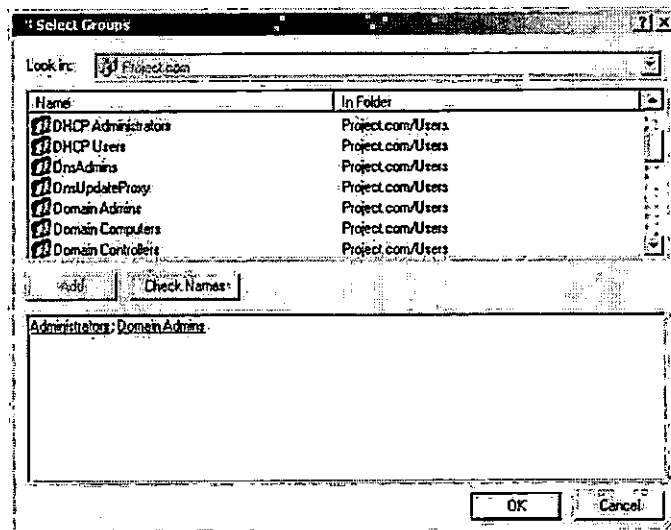 Select Groups
Look in: Project.com
Name In Folder
DHCP Administrators Project.com/Users
DHCP Users Project.com/Users
DnsAdmins Project.com/Users
DnsUpdateProxy Project.com/Users
Domain Admins Project.com/Users
Domain Computers Project.com/Users
Domain Controllers Project.com/Users
Add Check Names
Administrators; Domain Admins
OK Cancel